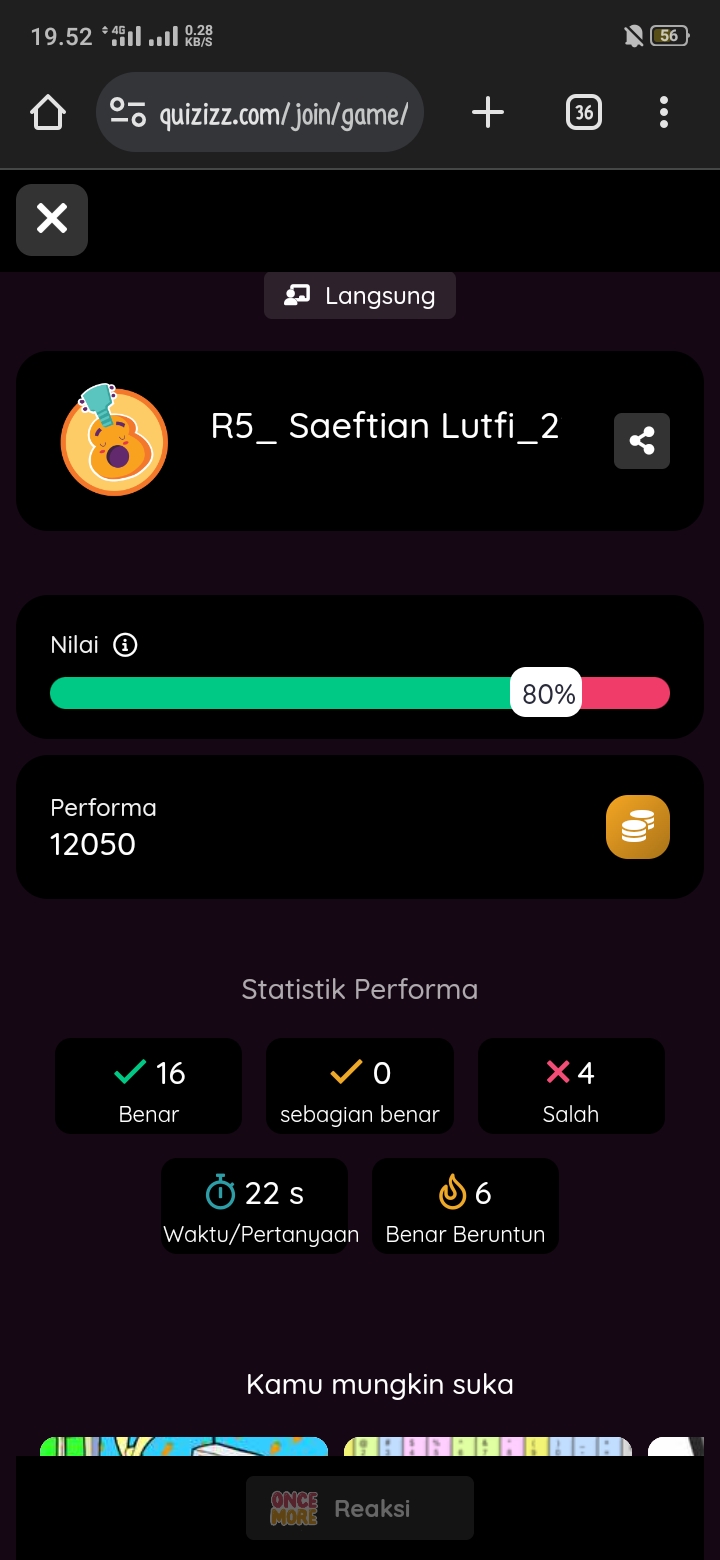 19.52 4G 0.28 KB/S 56
quizizz.com/join/game/ 36
Langsung
R5_ Saeftian Lutfi_2
Nilai
80%
Performa
12050
Statistik Performa
16
Benar
0
sebagian benar
4
Salah
22 s
Waktu/Pertanyaan
6
Benar Beruntun
Kamu mungkin suka
ONCE MORE Reaksi